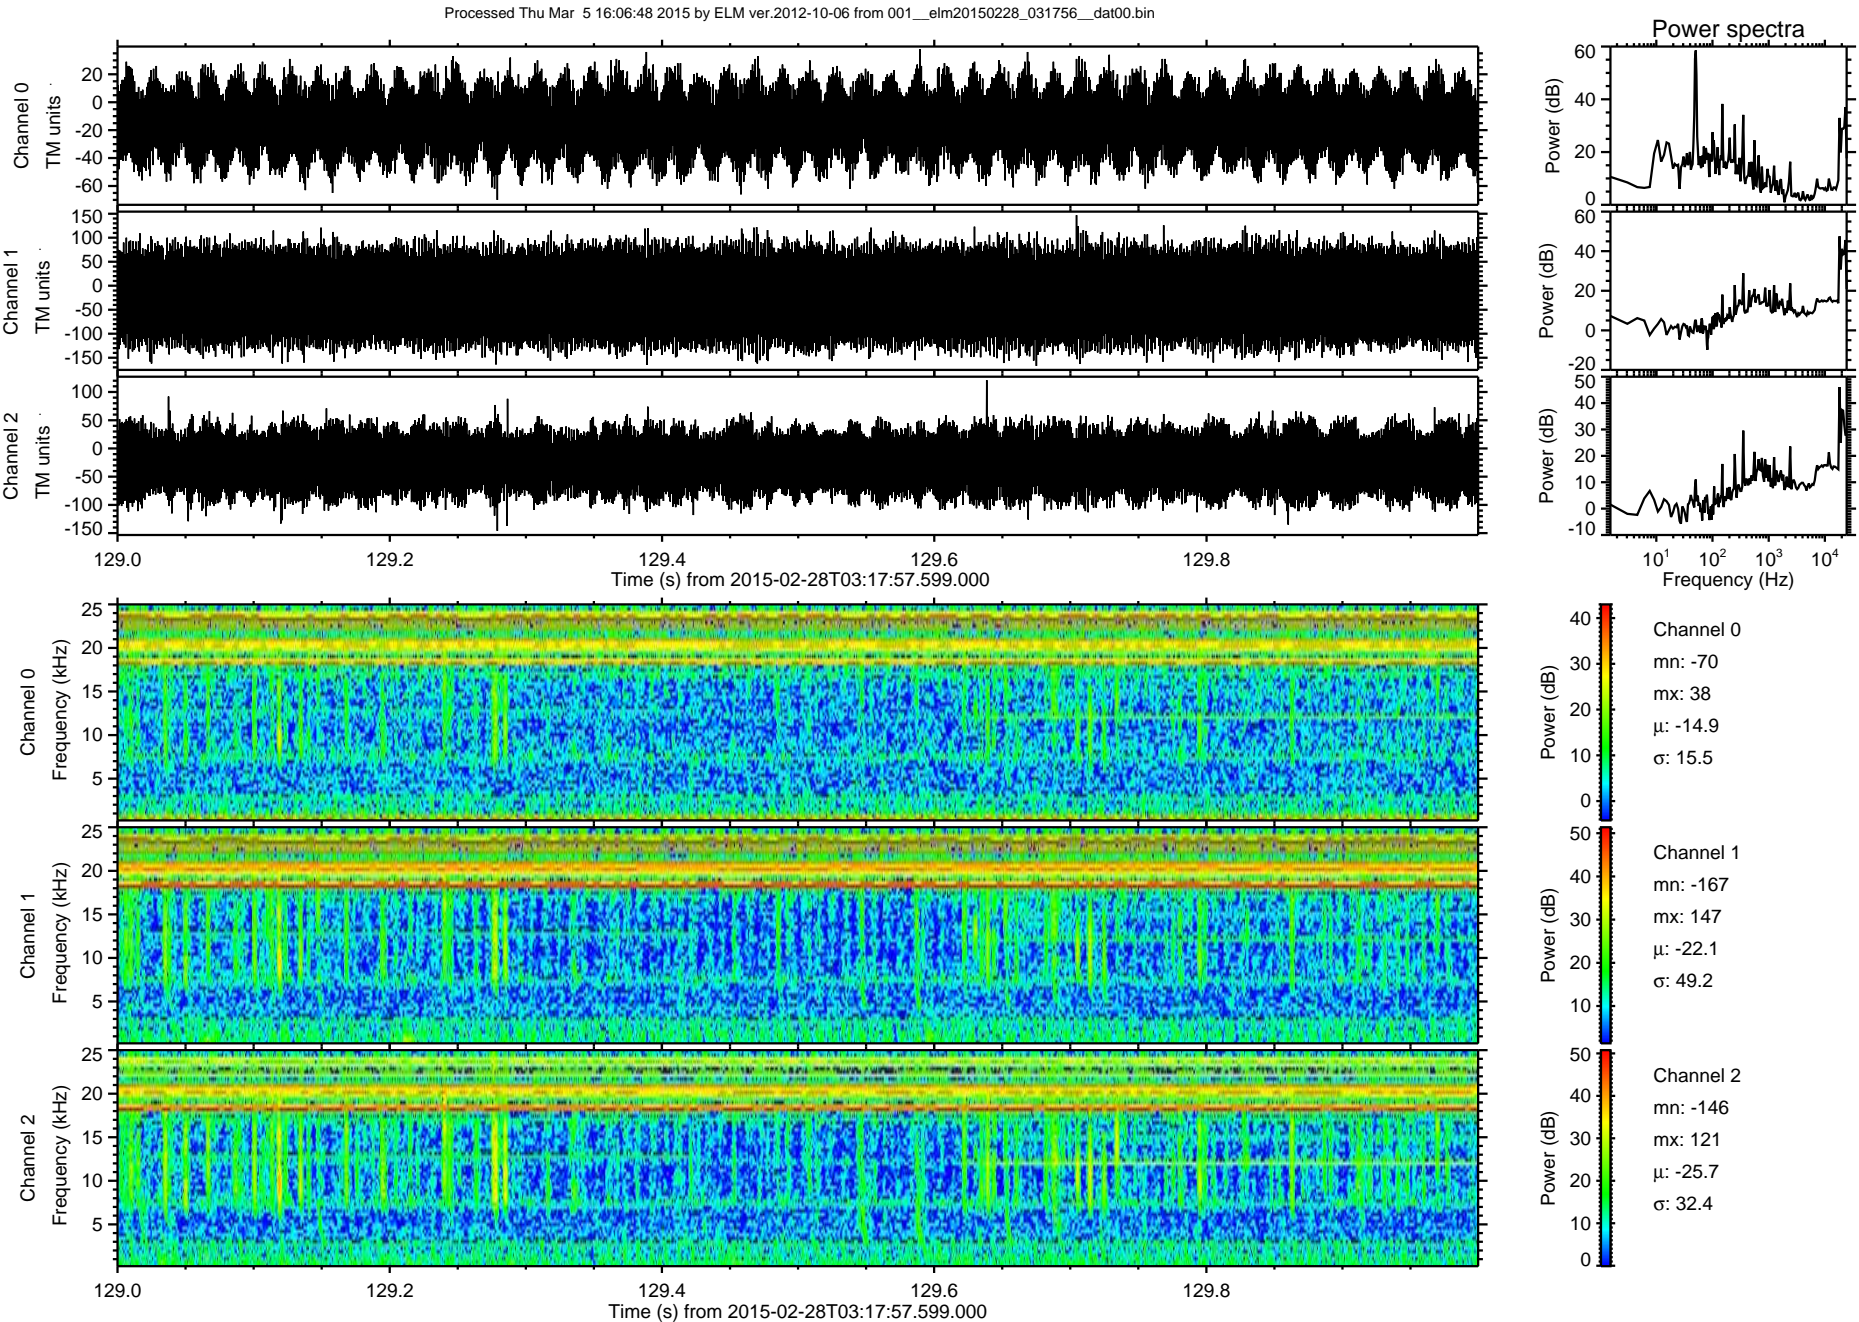 Processed Thu Mar  5 16:06:48 2015 by ELM ver.2012-10-06 from 001__elm20150228_031756__dat00.bin
Power spectra
Channel 0
TM units
20
0
-20
-40
-60
Power (dB)
60
40
20
0
Channel 1
TM units
150
100
50
0
-50
-100
-150
Power (dB)
60
40
20
0
-20
Channel 2
TM units
100
50
0
-50
-100
-150
Power (dB)
50
40
30
20
10
0
-10
129.0
129.2
129.4
129.6
129.8
Time (s) from 2015-02-28T03:17:57.599.000
10¹
10²
10³
10⁴
Frequency (Hz)
Channel 0
Frequency (kHz)
25
20
15
10
5
Power (dB)
40
30
20
10
0
Channel 0
mn: -70
mx: 38
μ: -14.9
σ: 15.5
Channel 1
Frequency (kHz)
25
20
15
10
5
Power (dB)
50
40
30
20
10
Channel 1
mn: -167
mx: 147
μ: -22.1
σ: 49.2
Channel 2
Frequency (kHz)
25
20
15
10
5
Power (dB)
50
40
30
20
10
0
Channel 2
mn: -146
mx: 121
μ: -25.7
σ: 32.4
129.0
129.2
129.4
129.6
129.8
Time (s) from 2015-02-28T03:17:57.599.000